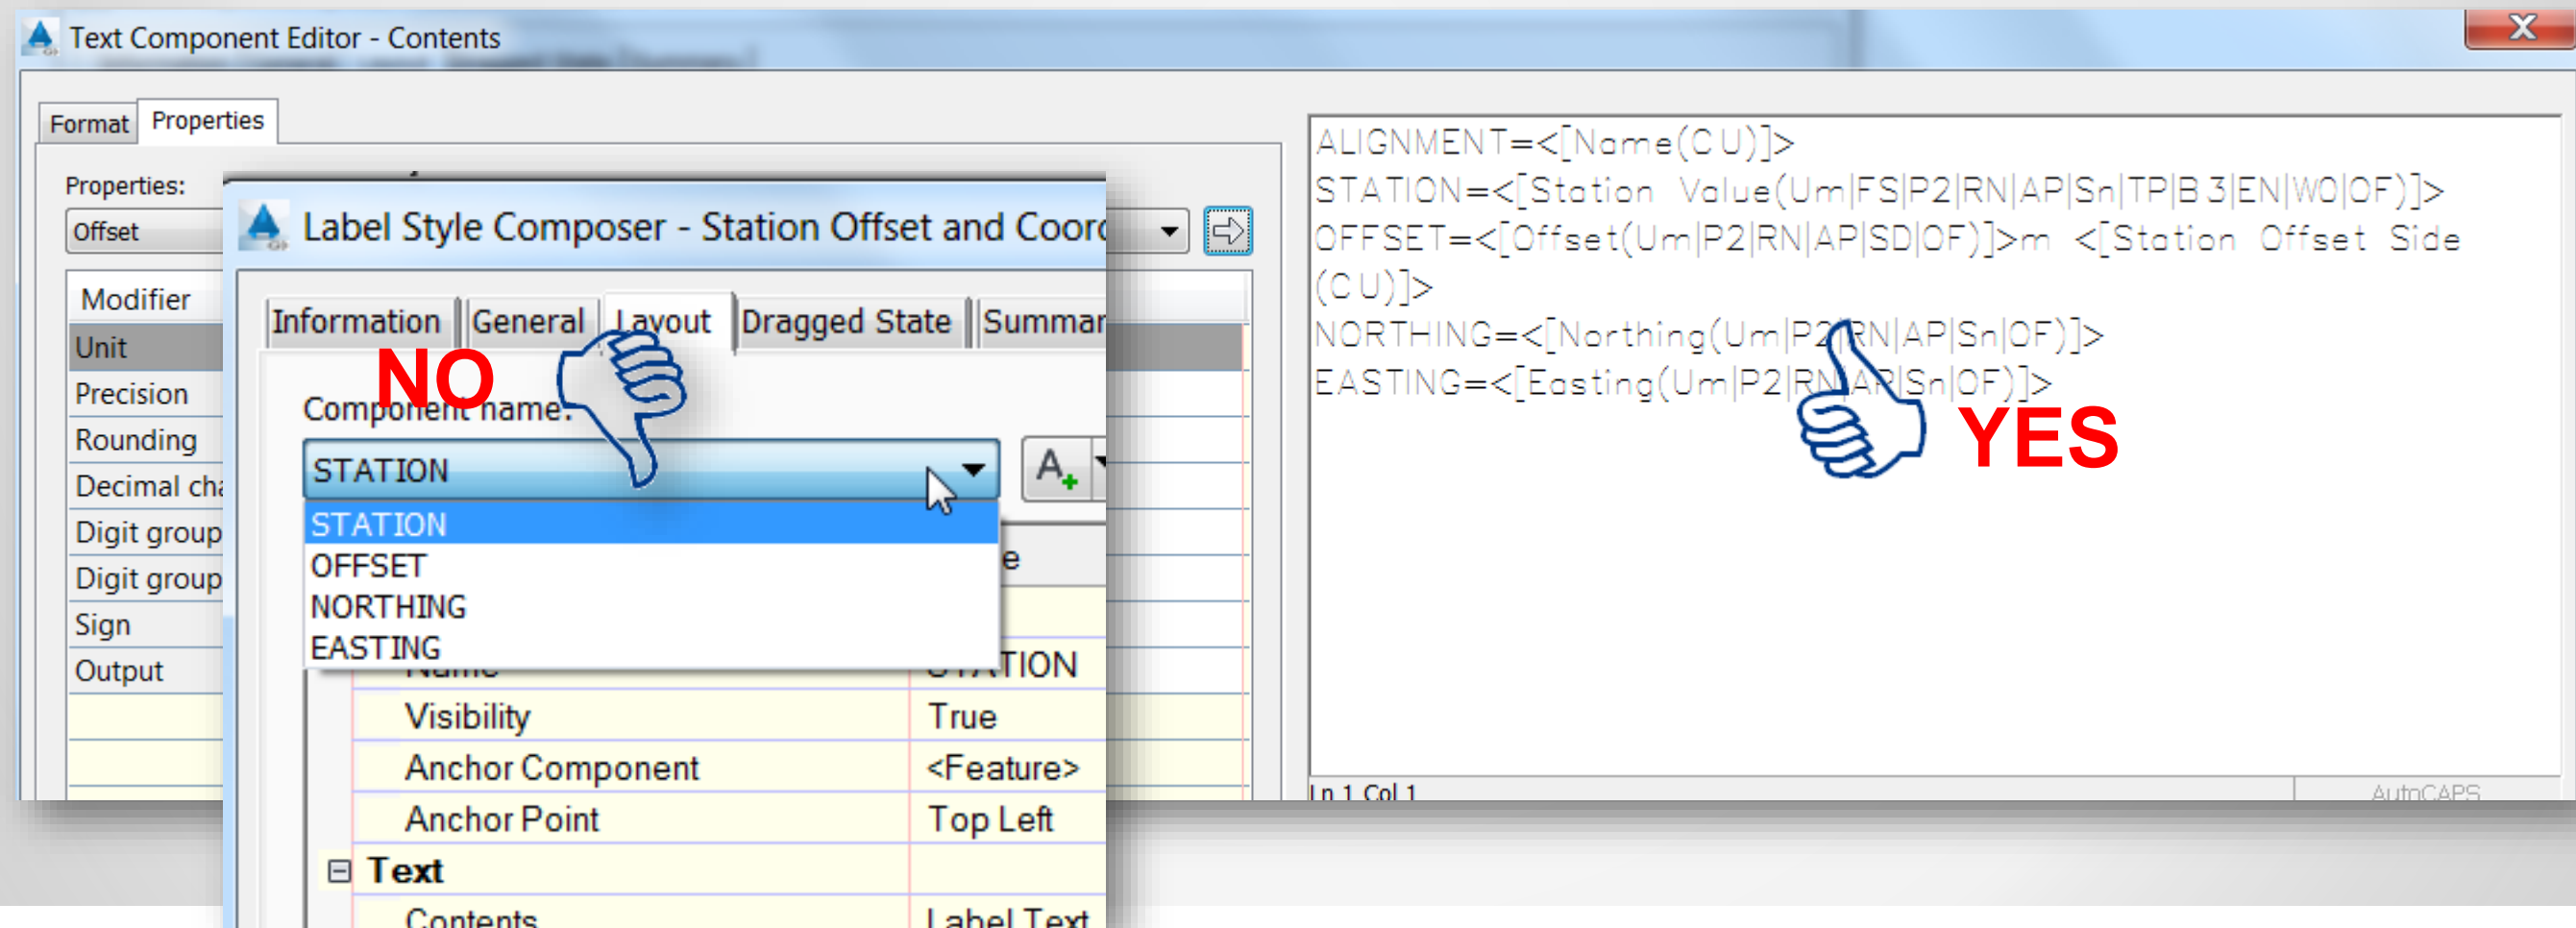 Text Component Editor - Contents
X
Format
Properties
Properties:
Offset
Modifier
Unit
Precision
Rounding
Decimal cha
Digit group
Digit group
Sign
Output
Label Style Composer - Station Offset and Coord
Information
General
Layout
Dragged State
Summar
NO
Component name:
STATION
A
STATION
OFFSET
NORTHING
EASTING
e
Name
STATION
Visibility
True
Anchor Component
<Feature>
Anchor Point
Top Left
Text
Contents
Label Text
ALIGNMENT=<[Name(CU)]>
STATION=<[Station Value(Um|FS|P2|RN|AP|Sn|TP|B3|EN|W0|OF)]>
OFFSET=<[Offset(Um|P2|RN|AP|SD|OF)]>m <[Station Offset Side
(CU)]>
NORTHING=<[Northing(Um|P2|RN|AP|Sn|OF)]>
EASTING=<[Easting(Um|P2|RN|AP|Sn|OF)]>
YES
Ln 1 Col 1
AutoCAPS